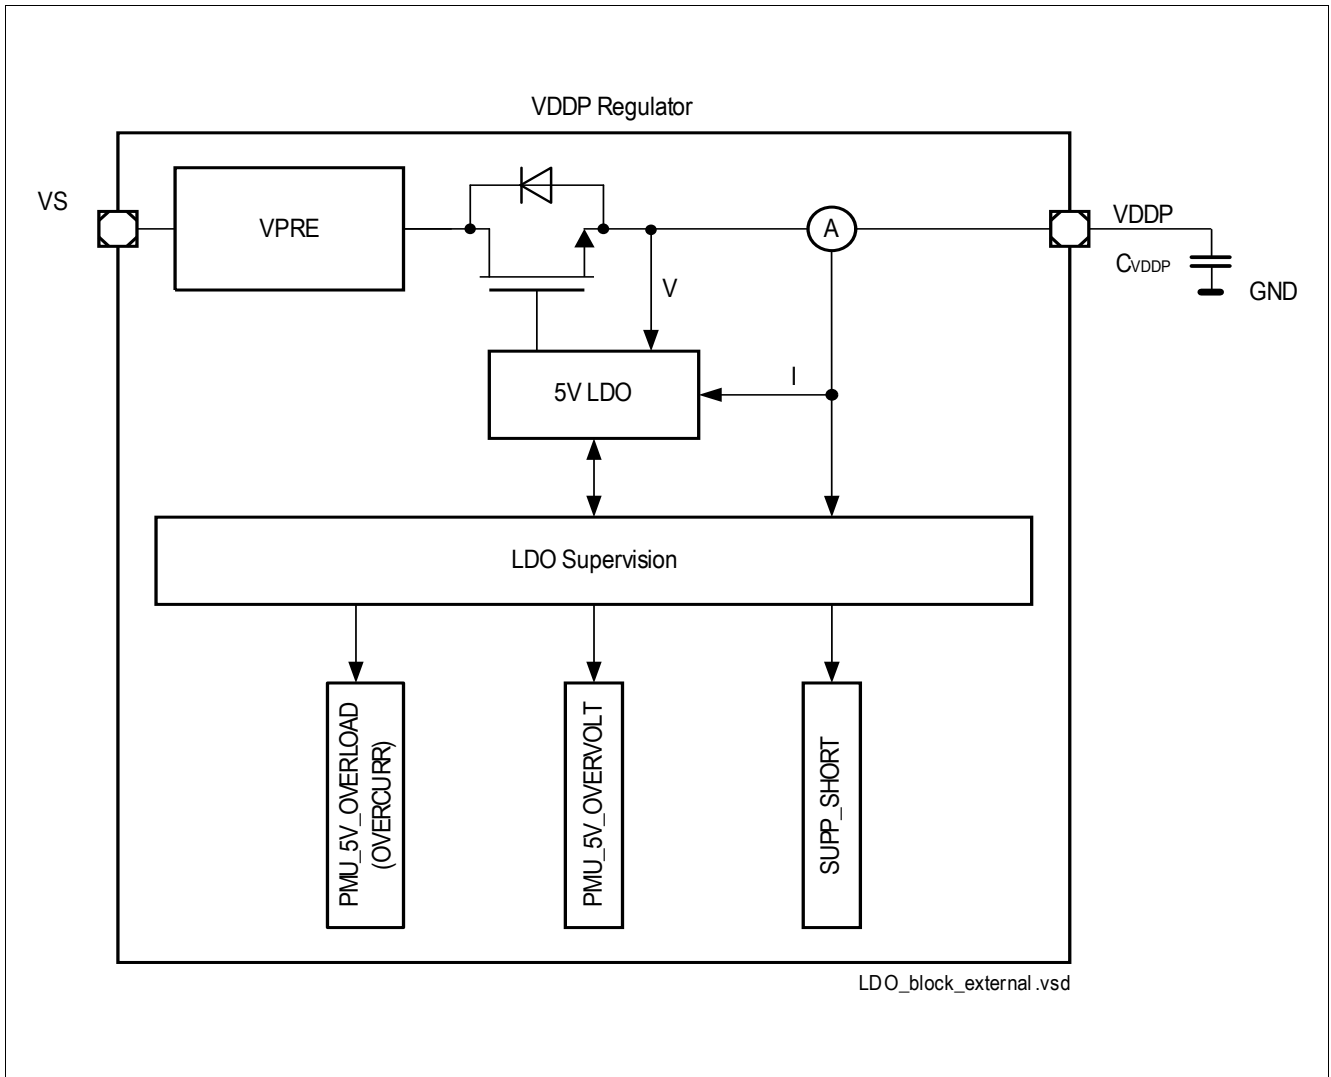 VDDP Regulator
VS
VPRE
A
VDDP
CVDDP
GND
V
5V LDO
I
LDO Supervision
PMU_5V_OVERLOAD
(OVERCURR)
PMU_5V_OVERVOLT
SUPP_SHORT
LDO_block_external.vsd